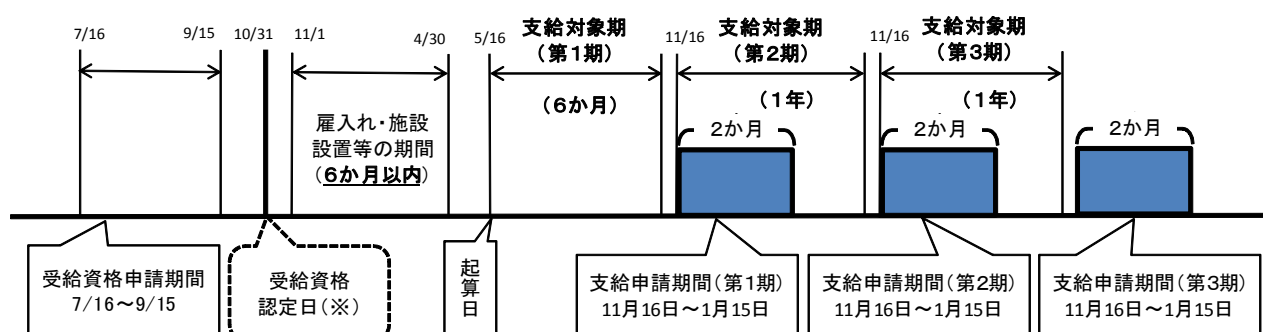 7/16
9/15
10/31
11/1
4/30
5/16
支給対象期
(第1期)
11/16
支給対象期
(第2期)
11/16
支給対象期
(第3期)
(6か月)
(1年)
(1年)
雇入れ・施設
設置等の期間
(6か月以内)
2か月
2か月
2か月
受給資格申請期間
7/16～9/15
受給資格
認定日(※)
起算日
支給申請期間(第1期)
11月16日～1月15日
支給申請期間(第2期)
11月16日～1月15日
支給申請期間(第3期)
11月16日～1月15日